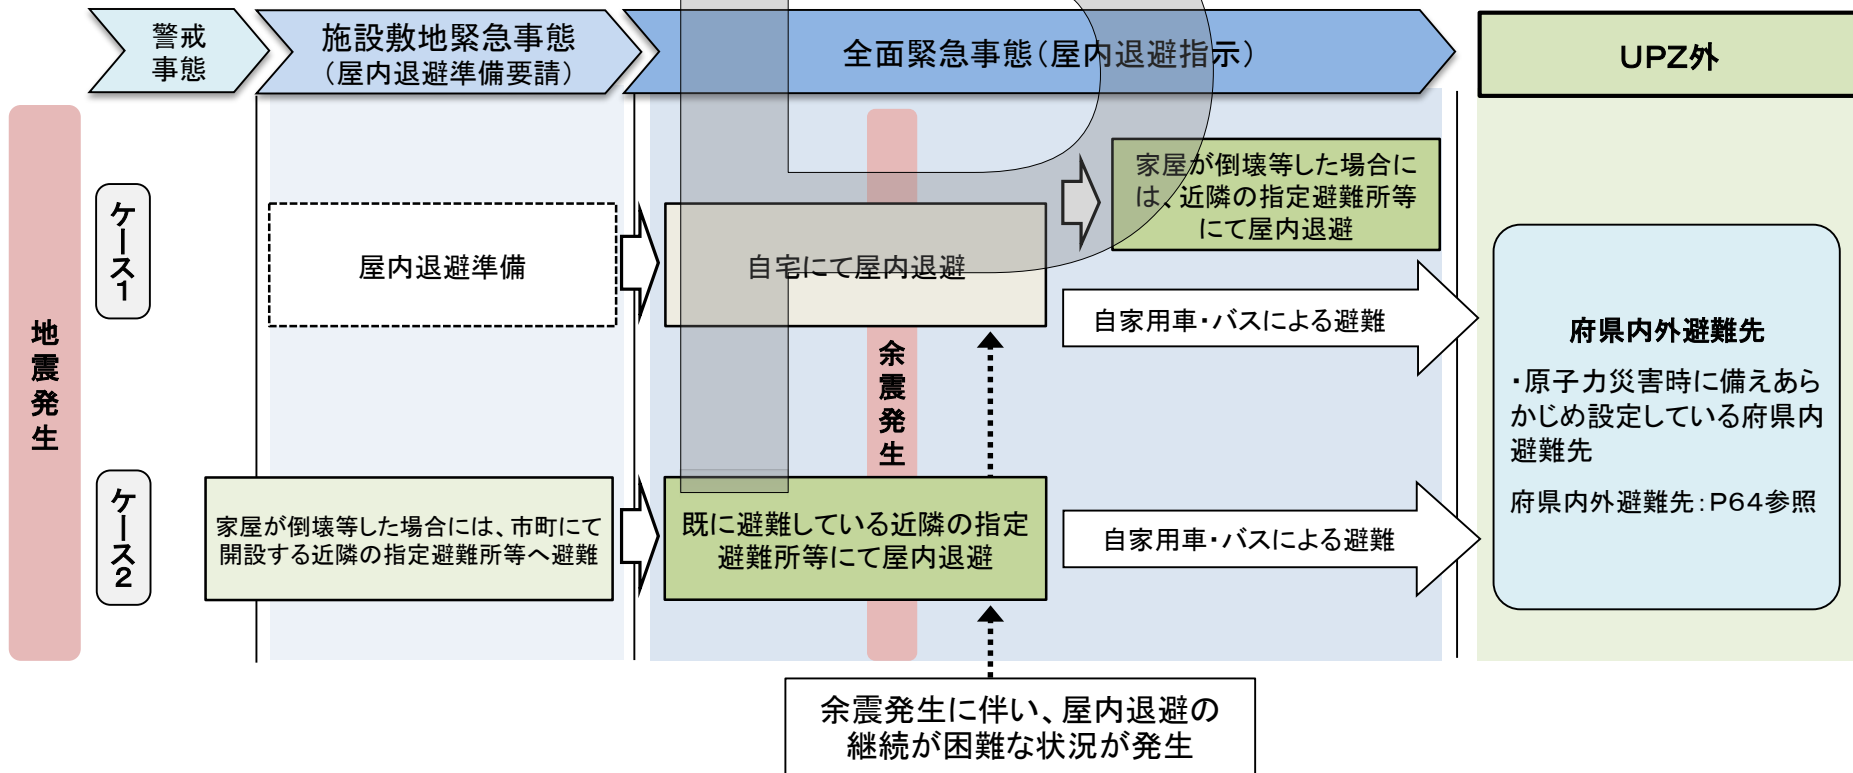 警戒
事態
施設敷地緊急事態
（屋内退避準備要請）
全面緊急事態（屋内退避指示）
UPZ外
地震発生
ケース1
屋内退避準備
自宅にて屋内退避
家屋が倒壊等した場合に
は、近隣の指定避難所等
にて屋内退避
自家用車・バスによる避難
余震発生
ケース2
家屋が倒壊等した場合には、市町にて
開設する近隣の指定避難所等へ避難
既に避難している近隣の指定
避難所等にて屋内退避
自家用車・バスによる避難
府県内外避難先
・原子力災害時に備えあら
かじめ設定している府県内
避難先
府県内外避難先：P64参照
余震発生に伴い、屋内退避の
継続が困難な状況が発生